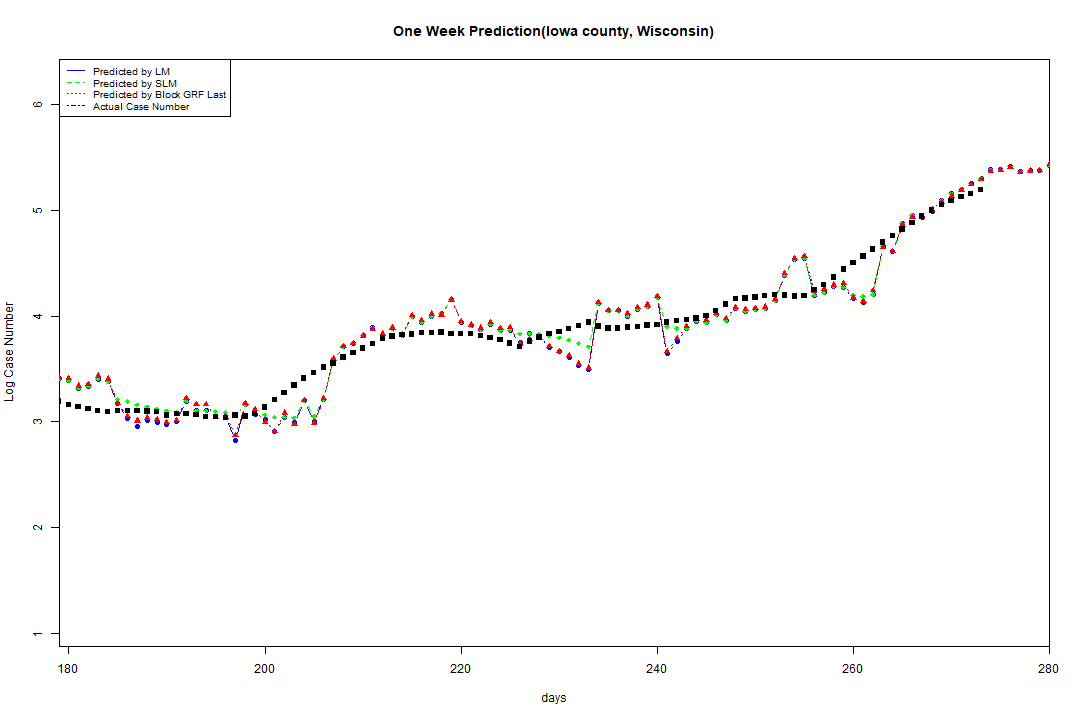 One Week Prediction(Iowa county, Wisconsin)
Predicted by LM
Predicted by SLM
Predicted by Block GRF Last
Actual Case Number
Log Case Number
6
5
4
3
2
1
180 200 220 240 260 280
days